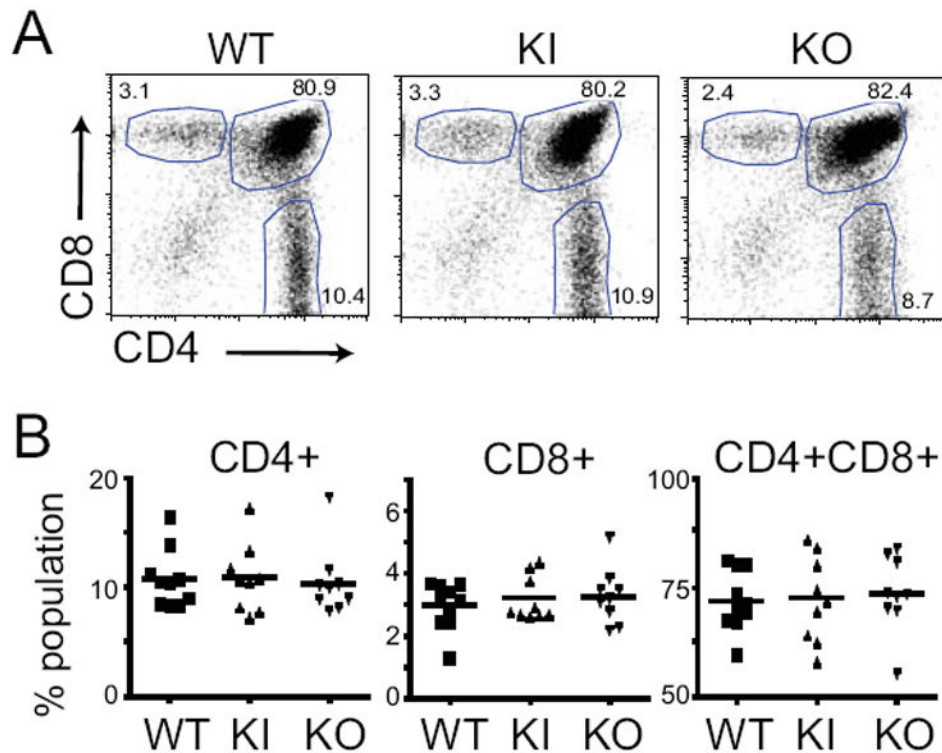 A
WT KI KO
3.1 80.9 3.3 80.2 2.4 82.4
CD8
10.4 10.9 8.7
CD4
B
CD4+ CD8+ CD4+CD8+
% population
20 6 100
10 4 75
2
0 0 50
WT KI KO WT KI KO WT KI KO